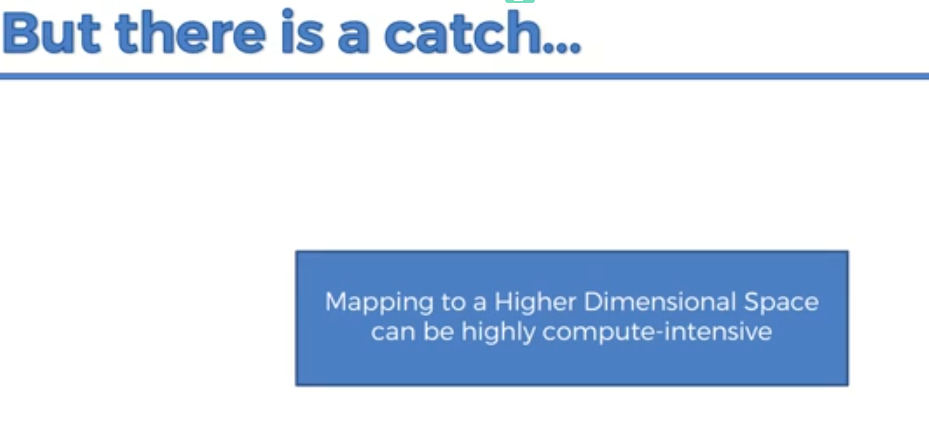 But there is a catch...
Mapping to a Higher Dimensional Space
can be highly compute-intensive